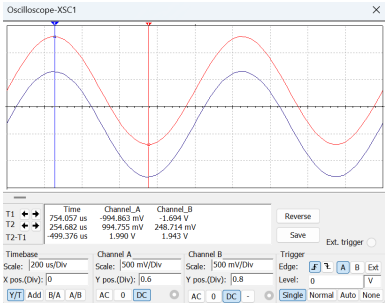 Oscilloscope-XSC1
Time Channel_A Channel_B
T1 754.057 us -994.863 mV -1.694 V
T2 254.682 us 994.755 mV 248.714 mV
T2-T1 -499.376 us 1.990 V 1.943 V
Reverse
Save
Ext. trigger
Timebase
Scale: 200 us/Div
X pos.(Div): 0
Y/T Add B/A A/B
Channel A
Scale: 500 mV/Div
Y pos.(Div): 0.6
AC 0 DC
Channel B
Scale: 500 mV/Div
Y pos.(Div): 0.8
AC 0 DC -
Trigger
Edge: A B Ext
Level: 0 V
Single Normal Auto None